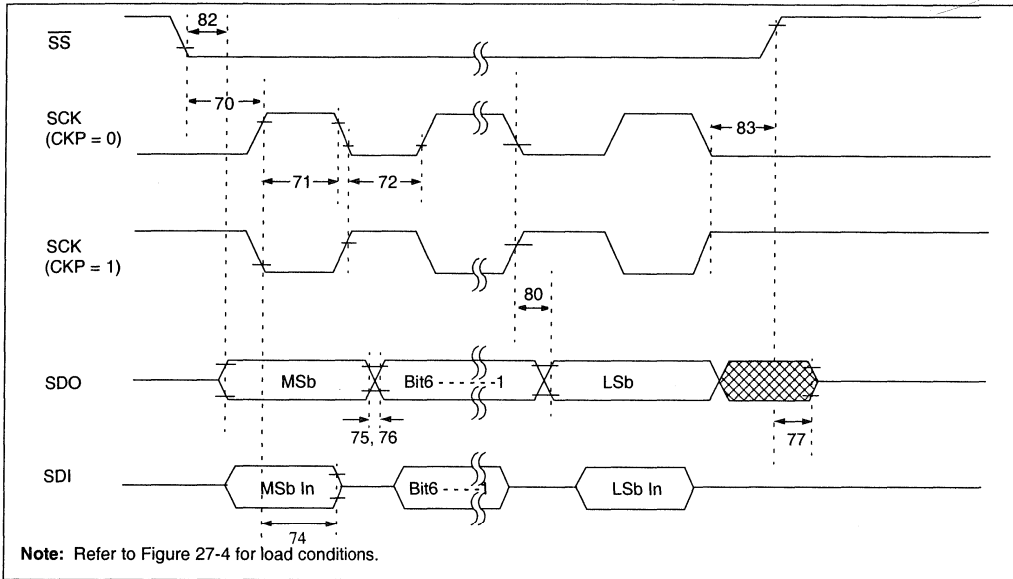 82
SS
70
SCK
(CKP = 0)
83
71
72
SCK
(CKP = 1)
80
SDO
MSb
Bit6 - - - - - -1
LSb
75, 76
77
SDI
MSb In
Bit6 - - - -1
LSb In
74
Note: Refer to Figure 27-4 for load conditions.